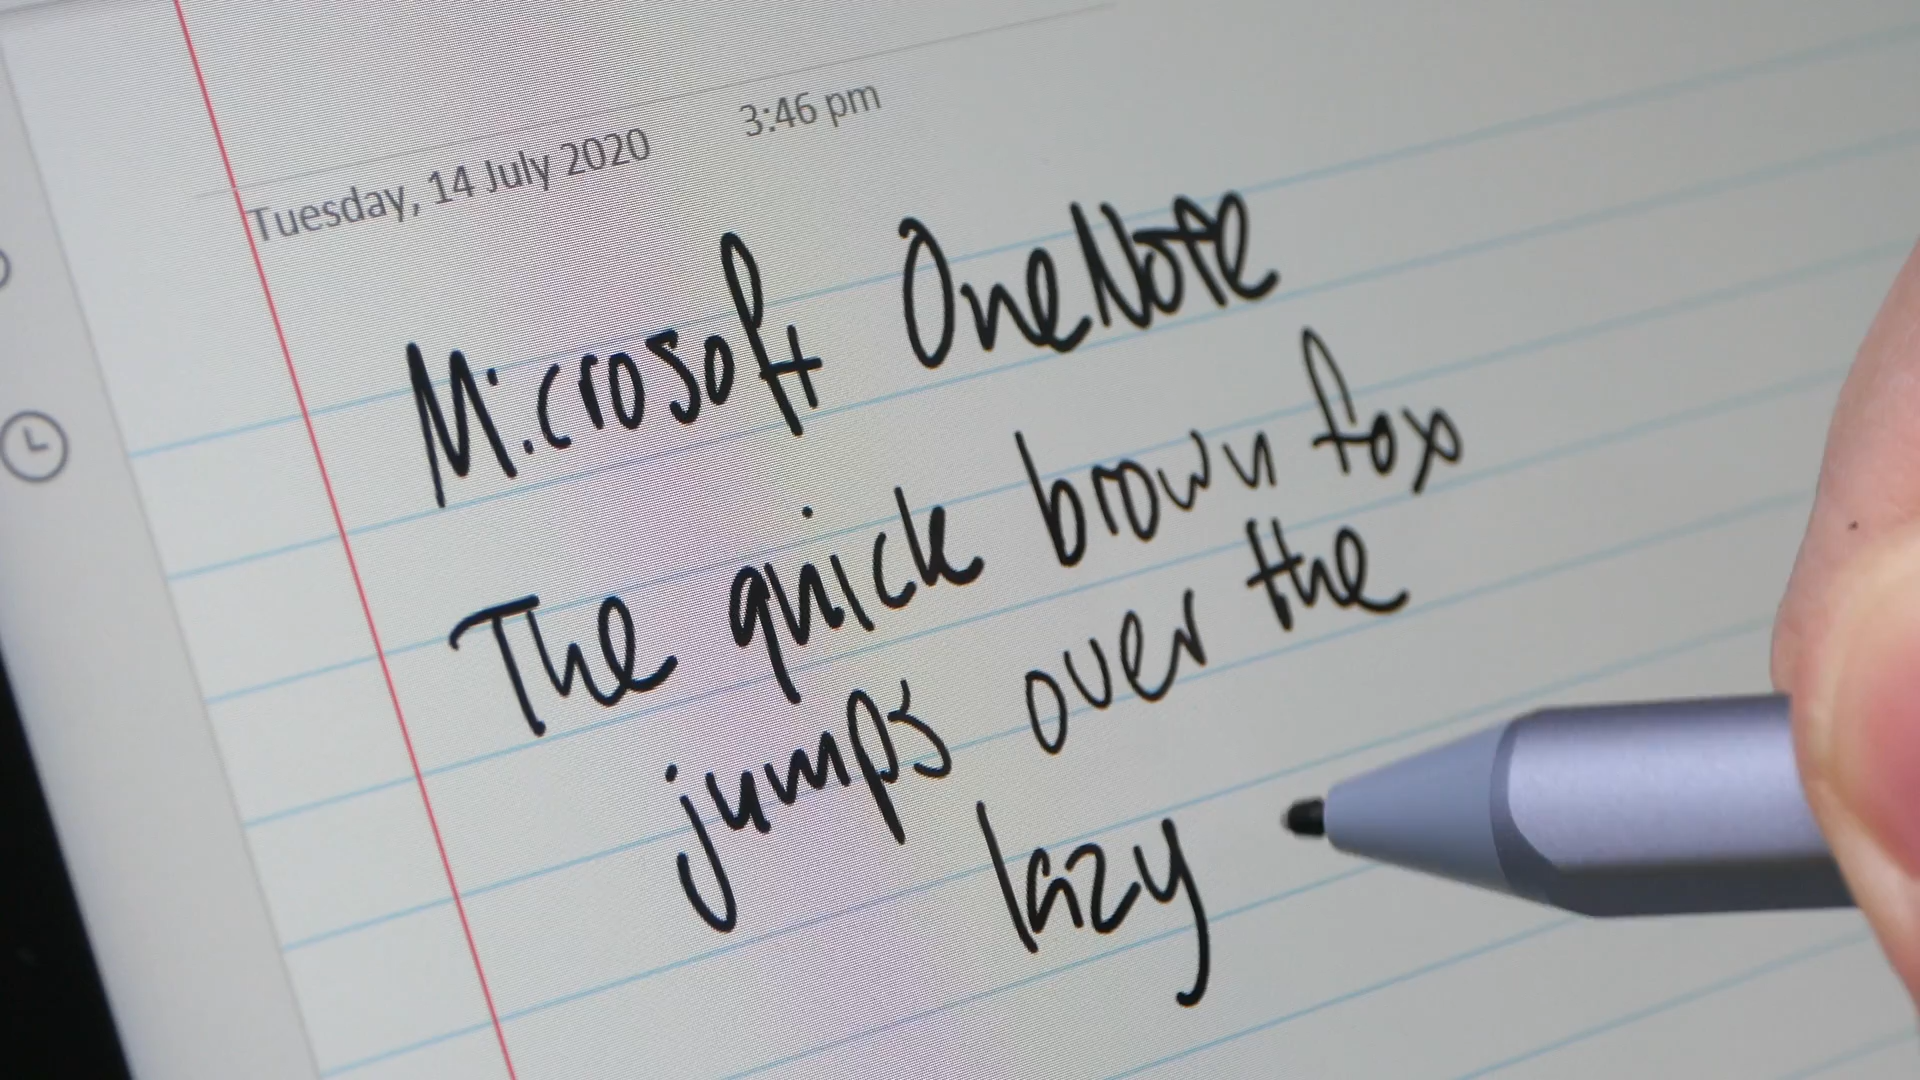 Tuesday, 14 July 2020 3:46 pm
Microsoft OneNote
The quick brown fox
jumps over the
lazy